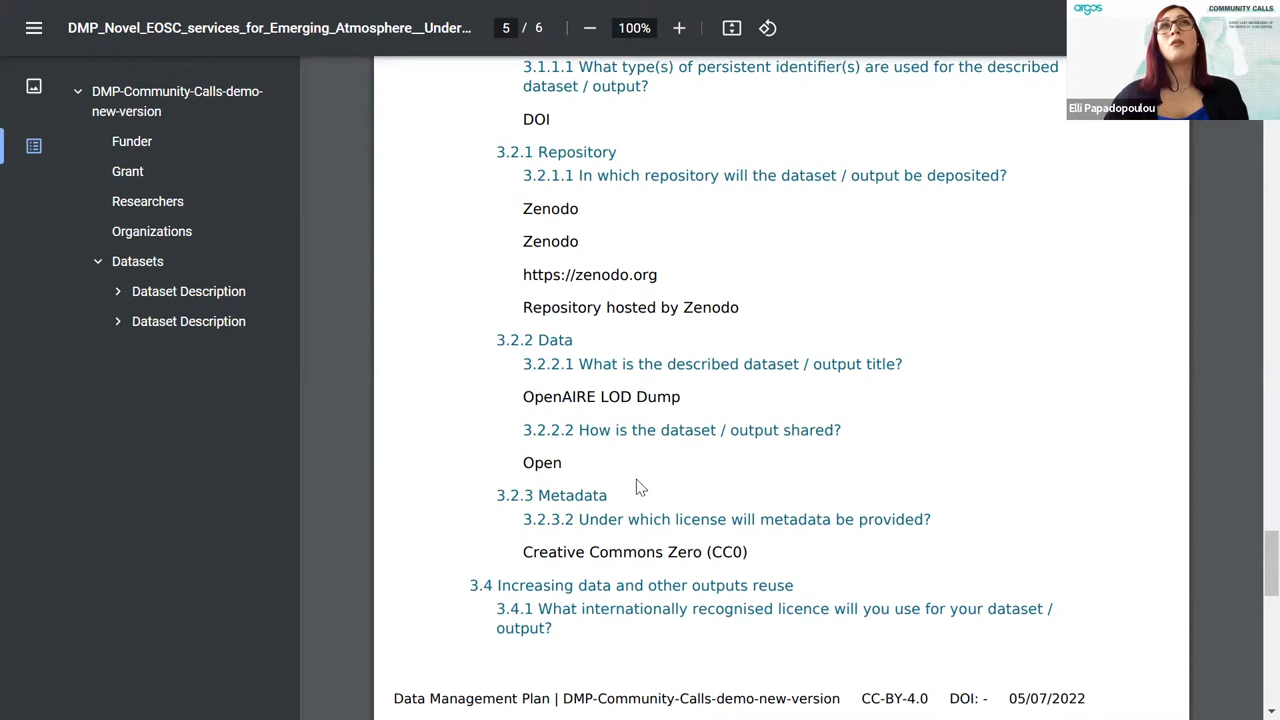 DMP_Novel_EOSC_services_for_Emerging_Atmosphere__Under...
5 / 6
100%
argos
COMMUNITY CALLS
Elli Papadopoulou
DMP-Community-Calls-demo-
new-version
Funder
Grant
Researchers
Organizations
Datasets
Dataset Description
Dataset Description
3.1.1.1 What type(s) of persistent identifier(s) are used for the described
dataset / output?
DOI
3.2.1 Repository
3.2.1.1 In which repository will the dataset / output be deposited?
Zenodo
Zenodo
https://zenodo.org
Repository hosted by Zenodo
3.2.2 Data
3.2.2.1 What is the described dataset / output title?
OpenAIRE LOD Dump
3.2.2.2 How is the dataset / output shared?
Open
3.2.3 Metadata
3.2.3.2 Under which license will metadata be provided?
Creative Commons Zero (CC0)
3.4 Increasing data and other outputs reuse
3.4.1 What internationally recognised licence will you use for your dataset /
output?
Data Management Plan | DMP-Community-Calls-demo-new-version CC-BY-4.0 DOI: - 05/07/2022